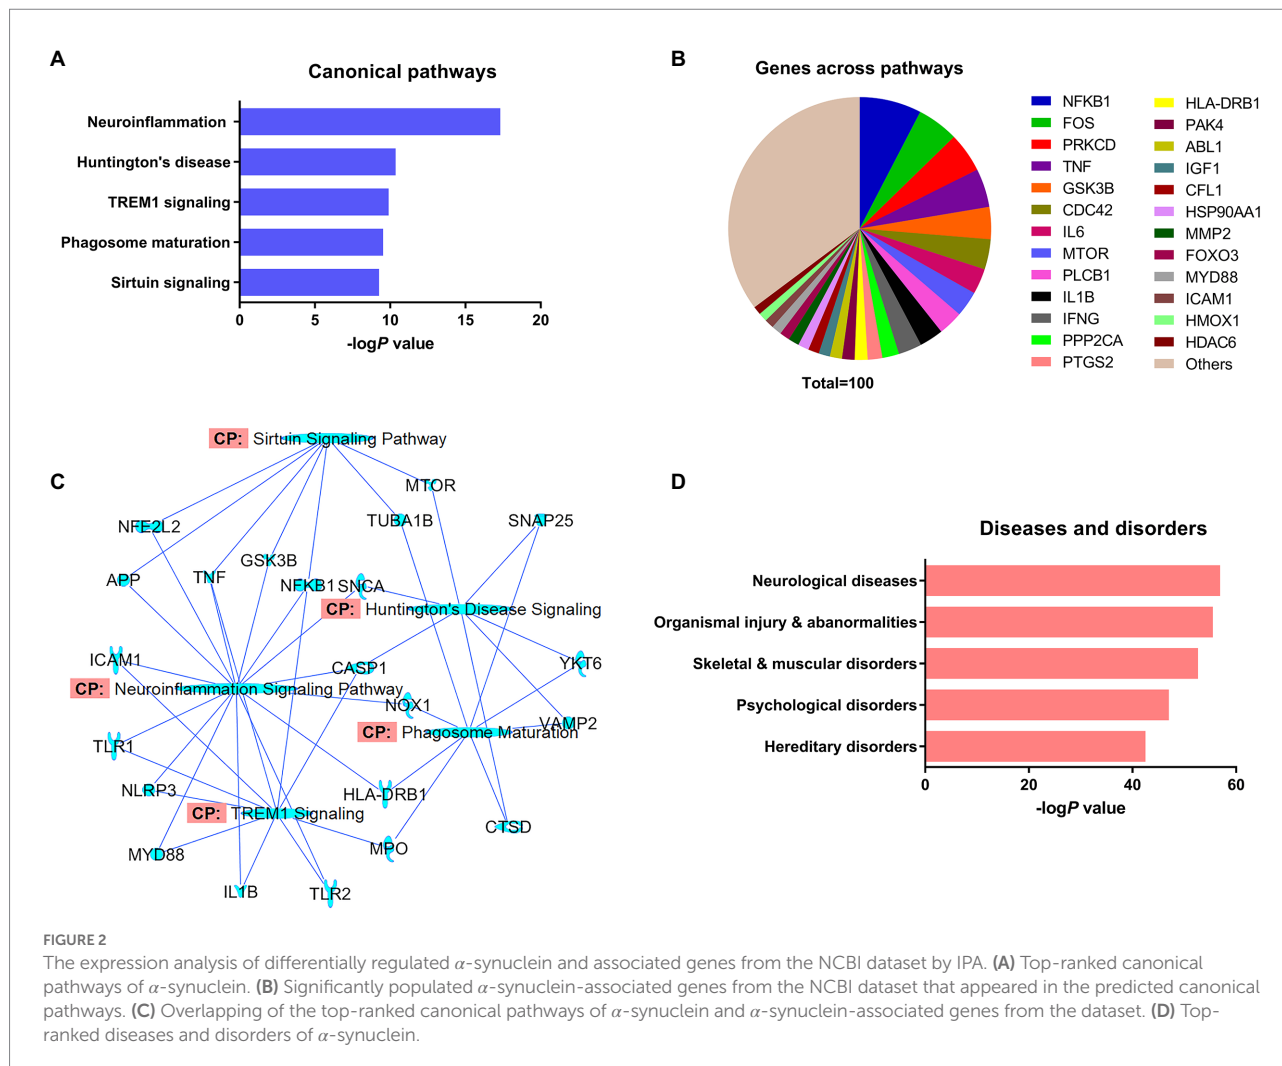 A
Canonical pathways
Neuroinflammation
Huntington's disease
TREM1 signaling
Phagosome maturation
Sirtuin signaling
0 5 10 15 20
-logP value
B
Genes across pathways
NFKB1
FOS
PRKCD
TNF
GSK3B
CDC42
IL6
MTOR
PLCB1
IL1B
IFNG
PPP2CA
PTGS2
HLA-DRB1
PAK4
ABL1
IGF1
CFL1
HSP90AA1
MMP2
FOXO3
MYD88
ICAM1
HMOX1
HDAC6
Others
Total=100
C
CP: Sirtuin Signaling Pathway
MTOR
NFE2L2
TUBA1B
SNAP25
GSK3B
APP
TNF
NFKB1
SNCA
CP: Huntington's Disease Signaling
ICAM1
CASP1
YKT6
CP: Neuroinflammation Signaling Pathway
NOX1
VAMP2
CP: Phagosome Maturation
TLR1
NLRP3
HLA-DRB1
CP: TREM1 Signaling
CTSD
MYD88
MPO
IL1B
TLR2
D
Diseases and disorders
Neurological diseases
Organismal injury & abanormalities
Skeletal & muscular disorders
Psychological disorders
Hereditary disorders
0 20 40 60
-logP value
FIGURE 2
The expression analysis of differentially regulated α-synuclein and associated genes from the NCBI dataset by IPA. (A) Top-ranked canonical
pathways of α-synuclein. (B) Significantly populated α-synuclein-associated genes from the NCBI dataset that appeared in the predicted canonical
pathways. (C) Overlapping of the top-ranked canonical pathways of α-synuclein and α-synuclein-associated genes from the dataset. (D) Top-
ranked diseases and disorders of α-synuclein.